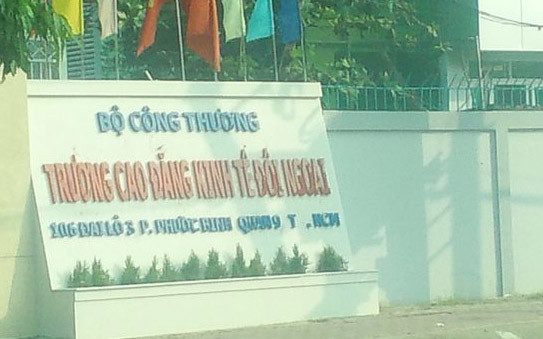 BỘ CÔNG THƯƠNG
TRƯỜNG CAO ĐẲNG KINH TẾ ĐỐI NGOẠI
106 ĐẠI LỘ 3 P. PHƯỚC BÌNH QUẬN 9 T . HCM